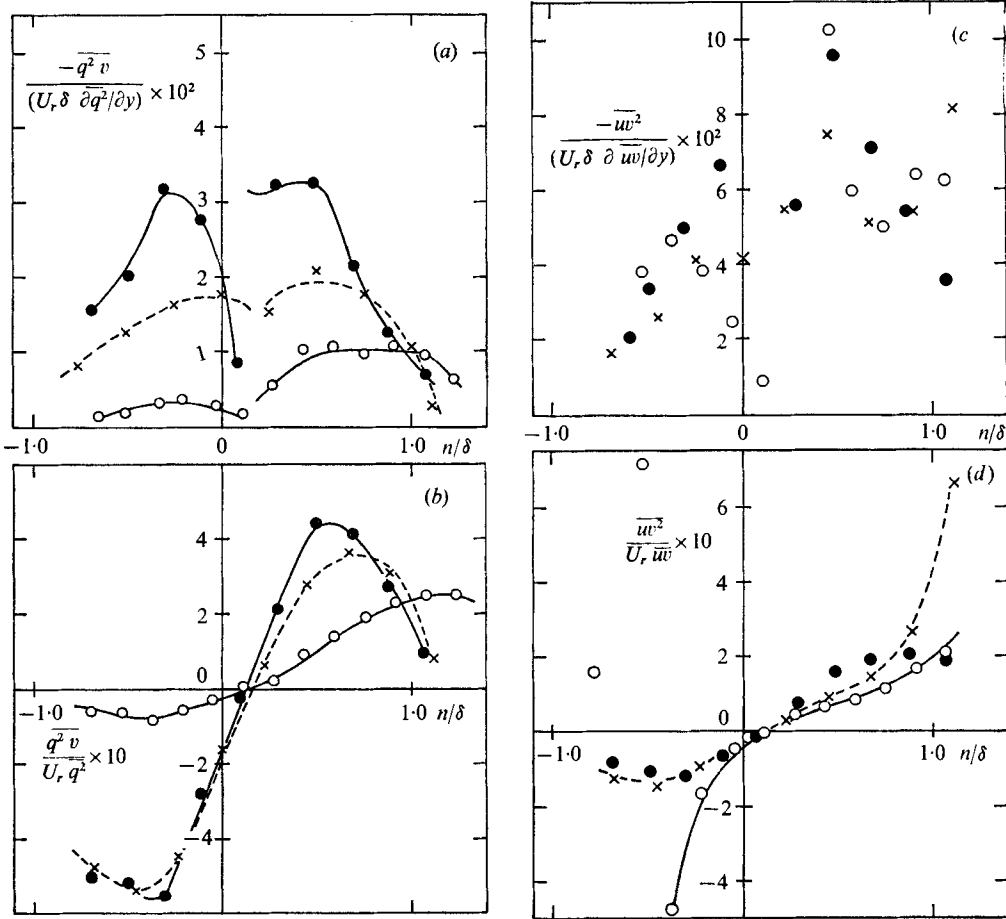 (a)
5
4
3
2
1
$\frac{-\overline{q^2 v}}{(U_r \delta \ \partial \overline{q^2}/\partial y)} \times 10^2$
−1·0 0 1·0 n/δ
(b)
4
2
0
−1·0 1·0 n/δ
−2
−4
$\frac{\overline{q^2 v}}{U_r \overline{q^2}} \times 10$
(c
10
8
6
4
2
$\frac{-\overline{uv^2}}{(U_r \delta \ \partial \ \overline{uv}/\partial y)} \times 10^2$
−1·0 0 1·0 n/δ
(d)
6
4
2
0
−1·0 1·0 n/δ
−2
−4
$\frac{\overline{uv^2}}{U_r \overline{uv}} \times 10$